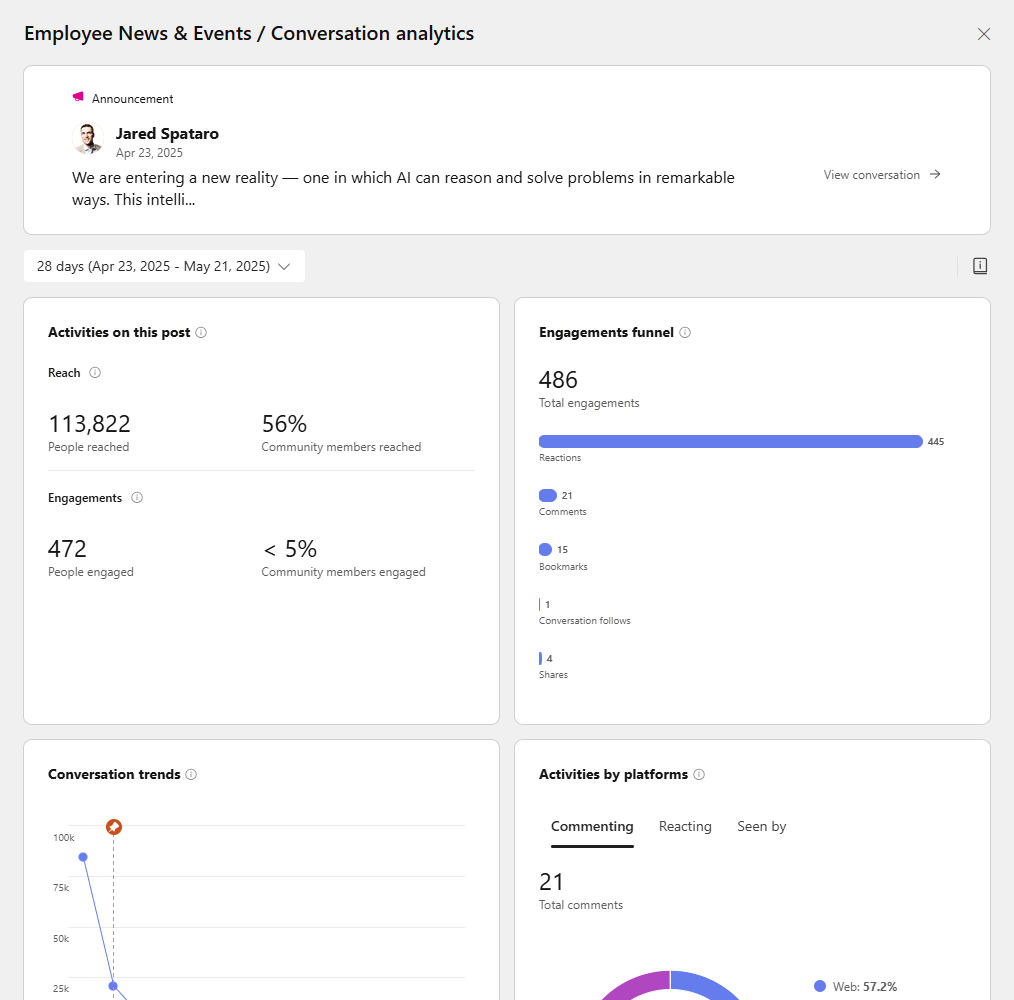 Employee News & Events / Conversation analytics
Announcement
Jared Spataro
Apr 23, 2025
We are entering a new reality — one in which AI can reason and solve problems in remarkable
ways. This intelli...
View conversation
28 days (Apr 23, 2025 - May 21, 2025)
Activities on this post
Reach
113,822
People reached
56%
Community members reached
Engagements
472
People engaged
< 5%
Community members engaged
Engagements funnel
486
Total engagements
445
Reactions
21
Comments
15
Bookmarks
1
Conversation follows
4
Shares
Conversation trends
100k
75k
50k
25k
Activities by platforms
Commenting
Reacting
Seen by
21
Total comments
Web: 57.2%